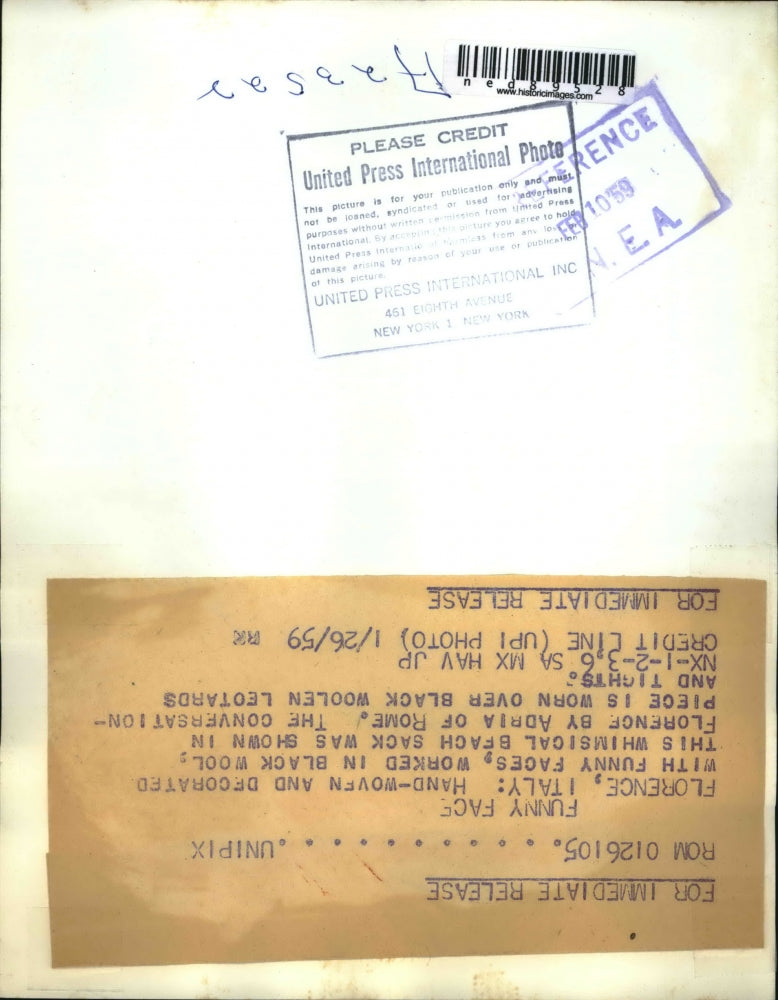 ned89528
www.historicimages.com
PLEASE CREDIT
United Press International Photo
This picture is for your publication only and must
not be loaned, syndicated or used for advertising
purposes without written permission from United Press
International. By accepting this picture you agree to hold
United Press International harmless from any loss or
damage arising by reason of your use or publication
of this picture.
UNITED PRESS INTERNATIONAL INC
461 EIGHTH AVENUE
NEW YORK 1 NEW YORK
REFERENCE
FEB 10 '59
N. E. A.
FOR IMMEDIATE RELEASE
ROM 0126105. . . . . . . . . . . .UNIPIX
FUNNY FACE
FLORENCE, ITALY: HAND-WOVEN AND DECORATED
WITH FUNNY FACES, WORKED IN BLACK WOOL,
THIS WHIMSICAL BEACH SACK WAS SHOWN IN
FLORENCE BY ADRIA OF ROME. THE CONVERSATION-
PIECE IS WORN OVER BLACK WOOLEN LEOTARDS
AND TIGHTS.
NX-1-2-3,6 SA MX HAV JP
CREDIT LINE (UPI PHOTO) 1/26/59 RR
FOR IMMEDIATE RELEASE